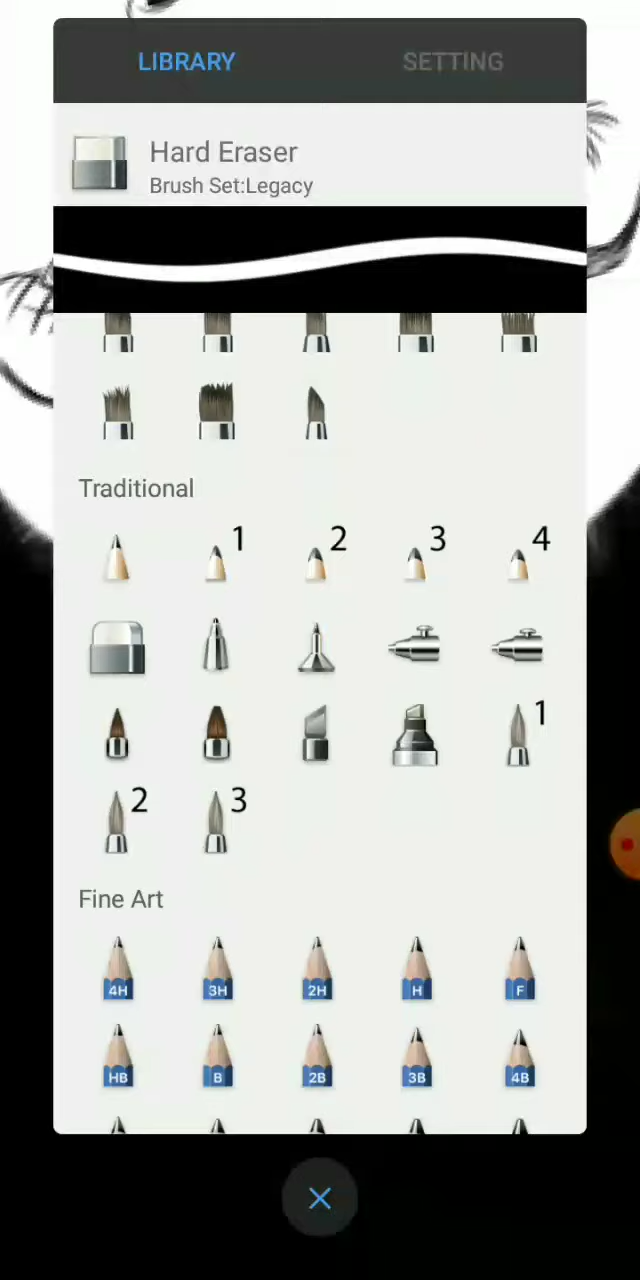 LIBRARY SETTING
Hard Eraser
Brush Set:Legacy
Traditional
1 2 3 4
1
2 3
Fine Art
4H 3H 2H H F
HB B 2B 3B 4B